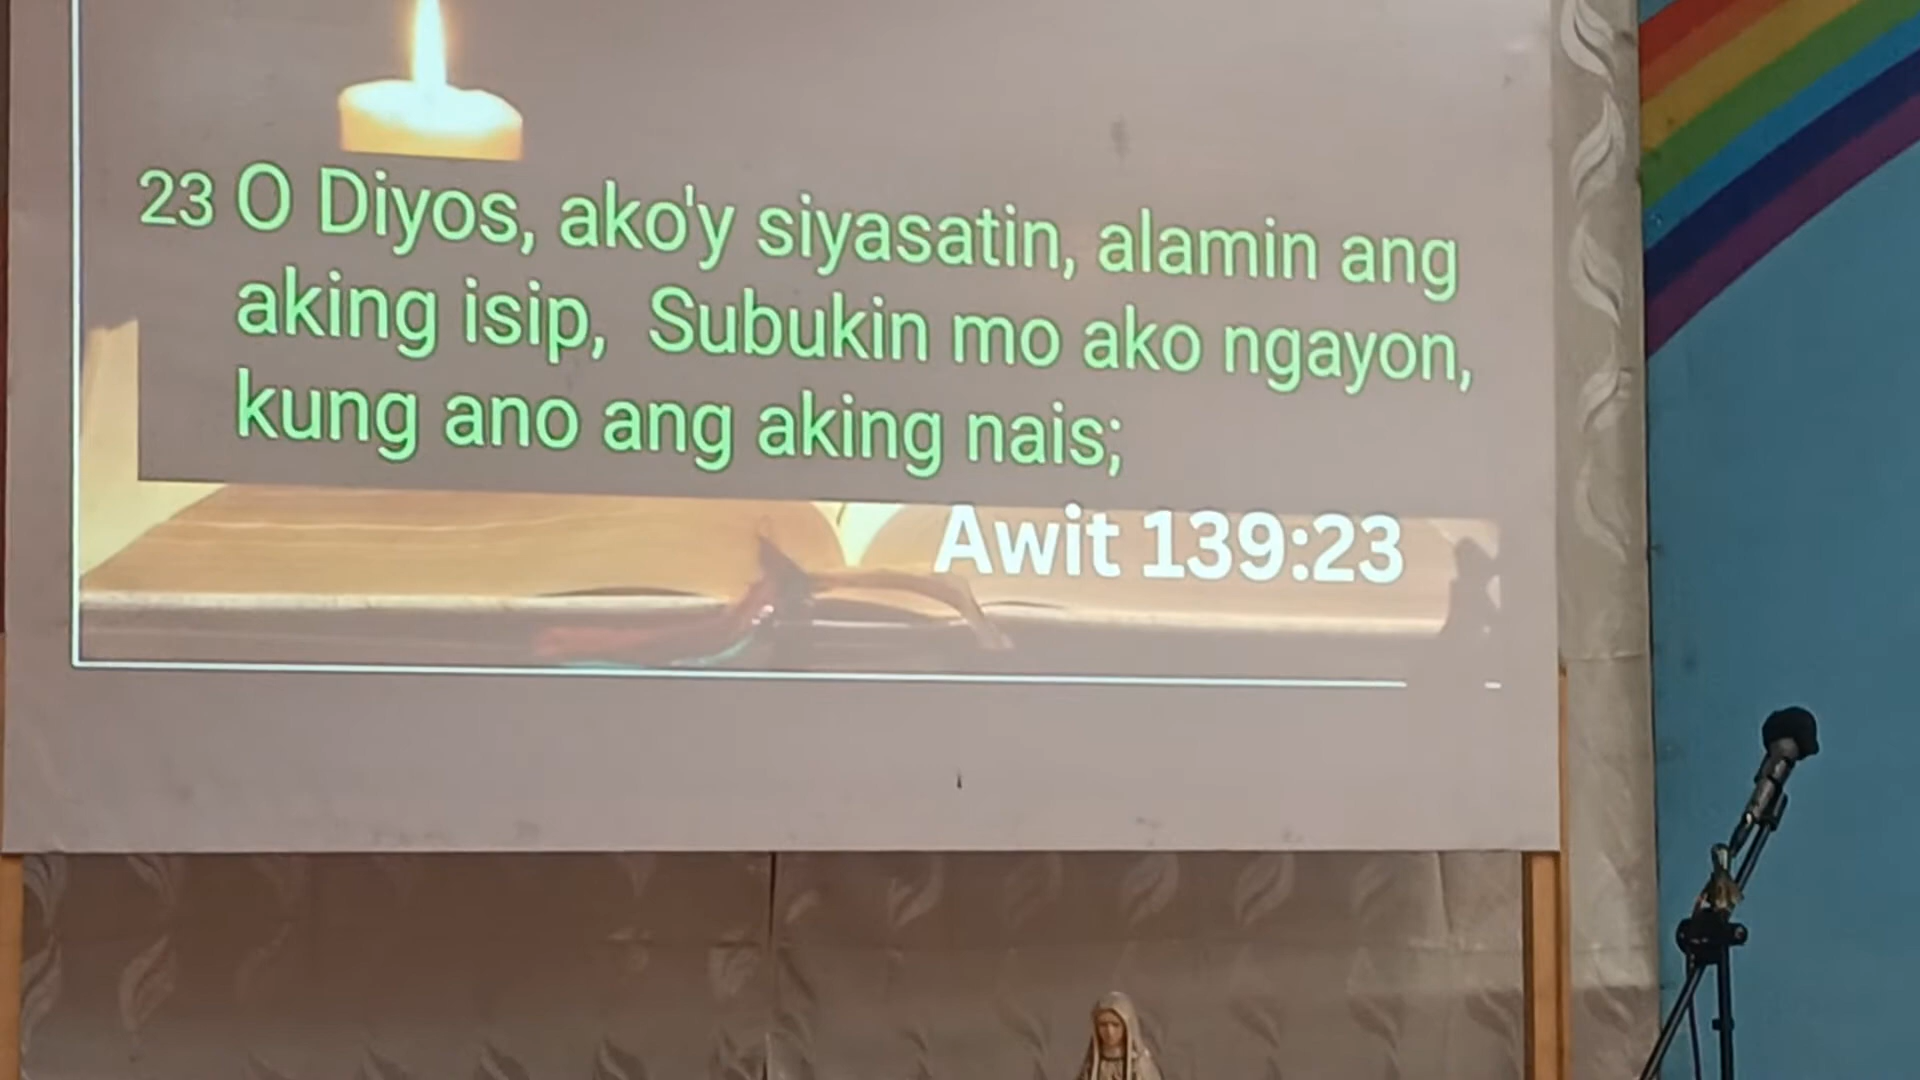 23 O Diyos, ako'y siyasatin, alamin ang
aking isip, Subukin mo ako ngayon,
kung ano ang aking nais;
Awit 139:23